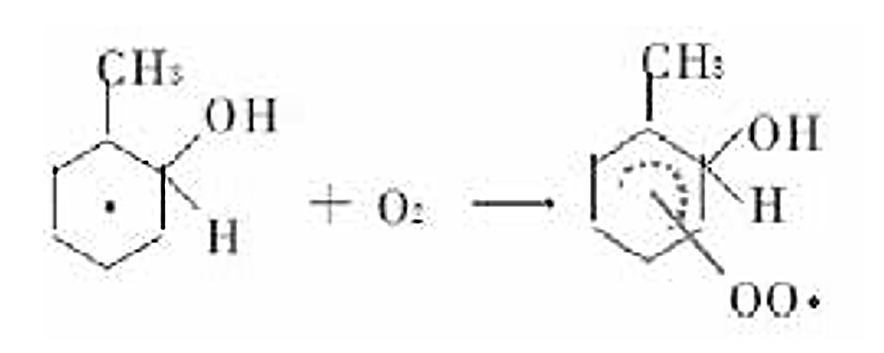 CH₃
OH
H
+ O₂ →
CH₃
OH
H
OO•